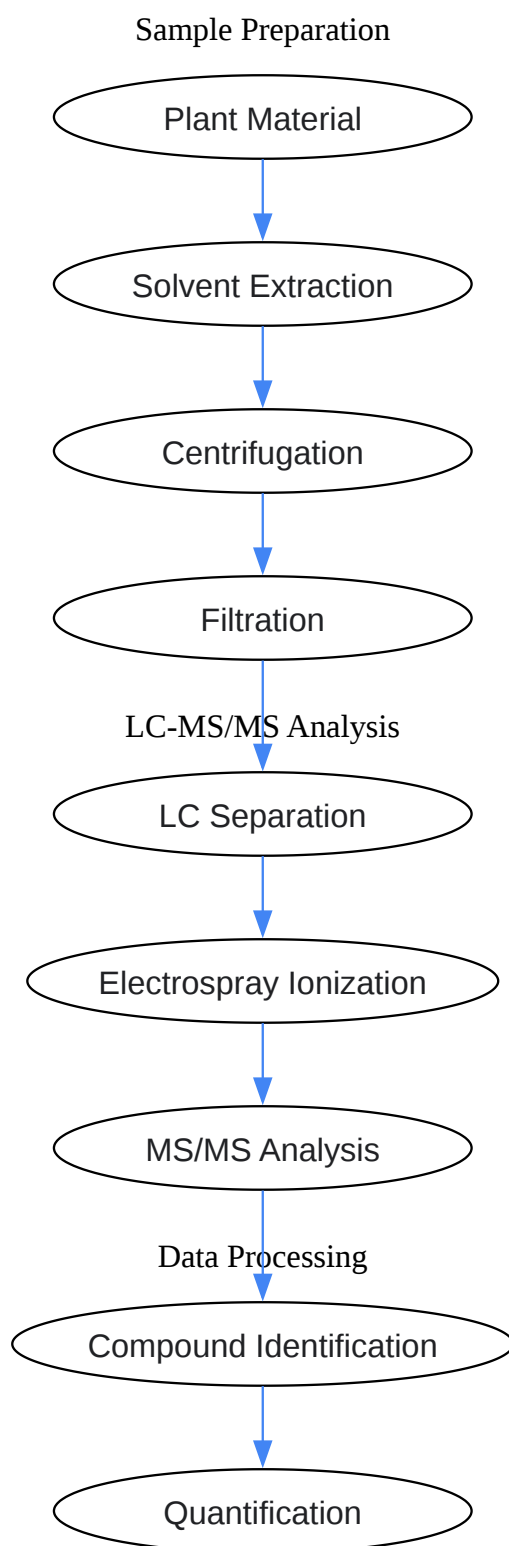 Sample Preparation
Plant Material
Solvent Extraction
Centrifugation
Filtration
LC-MS/MS Analysis
LC Separation
Electrospray Ionization
MS/MS Analysis
Data Processing
Compound Identification
Quantification